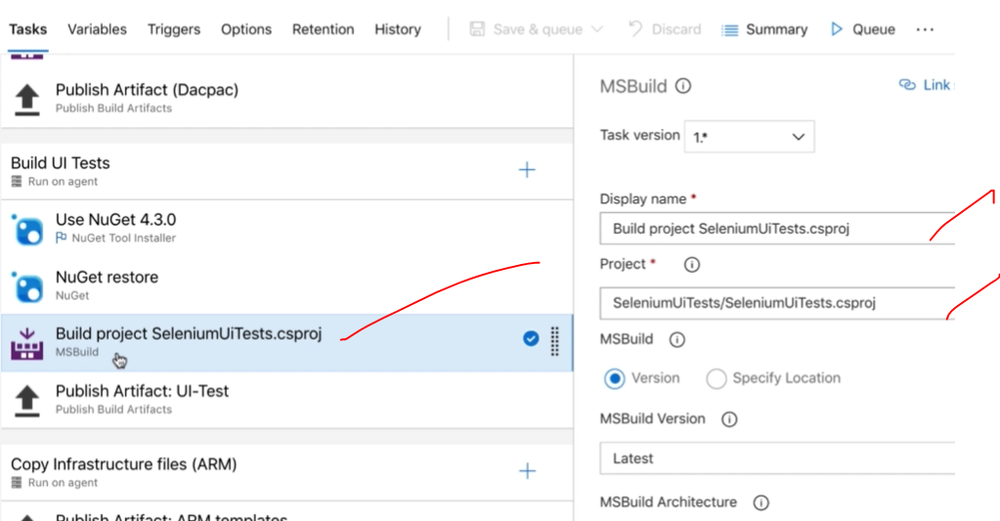 Tasks Variables Triggers Options Retention History Save & queue Discard Summary Queue ...
Publish Artifact (Dacpac)
Publish Build Artifacts
Build UI Tests
Run on agent
Use NuGet 4.3.0
NuGet Tool Installer
NuGet restore
NuGet
Build project SeleniumUiTests.csproj
MSBuild
Publish Artifact: UI-Test
Publish Build Artifacts
Copy Infrastructure files (ARM)
Run on agent
Publish Artifact: ARM templates
MSBuild
Link
Task version 1.*
Display name *
Build project SeleniumUiTests.csproj
Project *
SeleniumUiTests/SeleniumUiTests.csproj
MSBuild
Version Specify Location
MSBuild Version
Latest
MSBuild Architecture